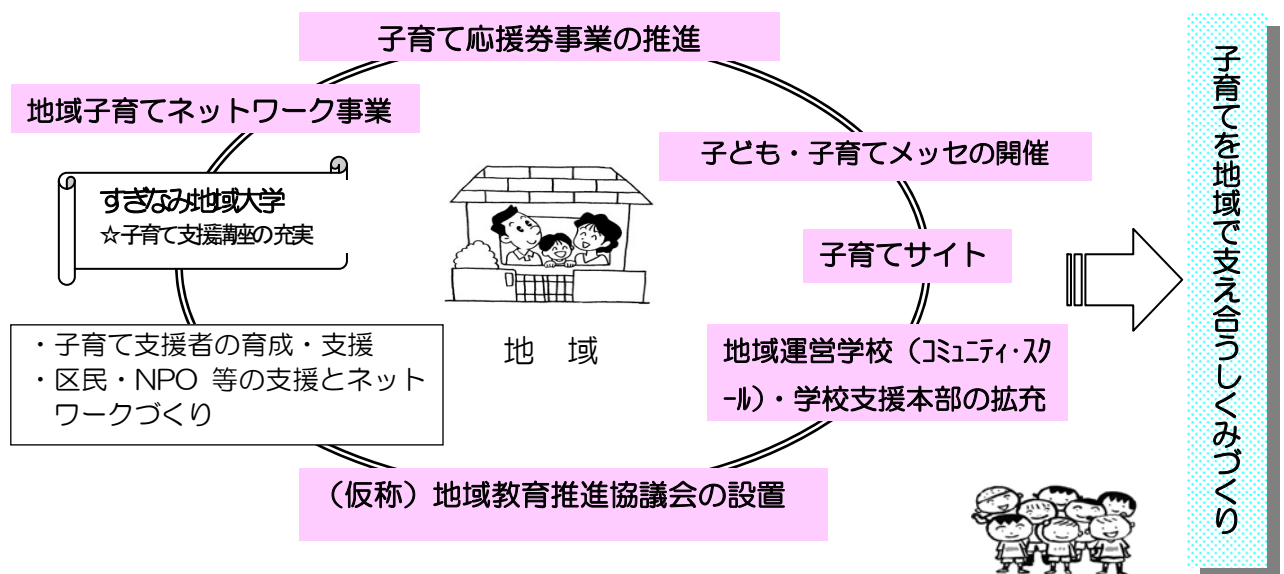 子育て応援券事業の推進
地域子育てネットワーク事業
子ども・子育てメッセの開催
すぎなみ地域大学
☆子育て支援講座の充実
子育てサイト
・子育て支援者の育成・支援
・区民・NPO 等の支援とネット
ワークづくり
地 域
地域運営学校（ｺﾐｭﾆﾃｨ・ｽｸ
ｰﾙ）・学校支援本部の拡充
（仮称）地域教育推進協議会の設置
子育てを地域で支え合うしくみづくり